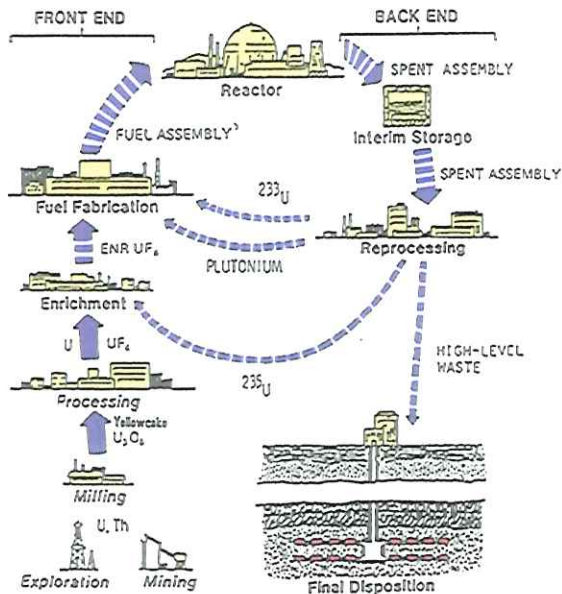 FRONT END
BACK END
Reactor
SPENT ASSEMBLY
Interim Storage
FUEL ASSEMBLY
SPENT ASSEMBLY
Fuel Fabrication
233U
Reprocessing
PLUTONIUM
ENR UF₆
Enrichment
U UF₆
235U
HIGH-LEVEL
WASTE
Processing
Yellowcake
U₃O₈
Milling
U, Th
Exploration
Mining
Final Disposition